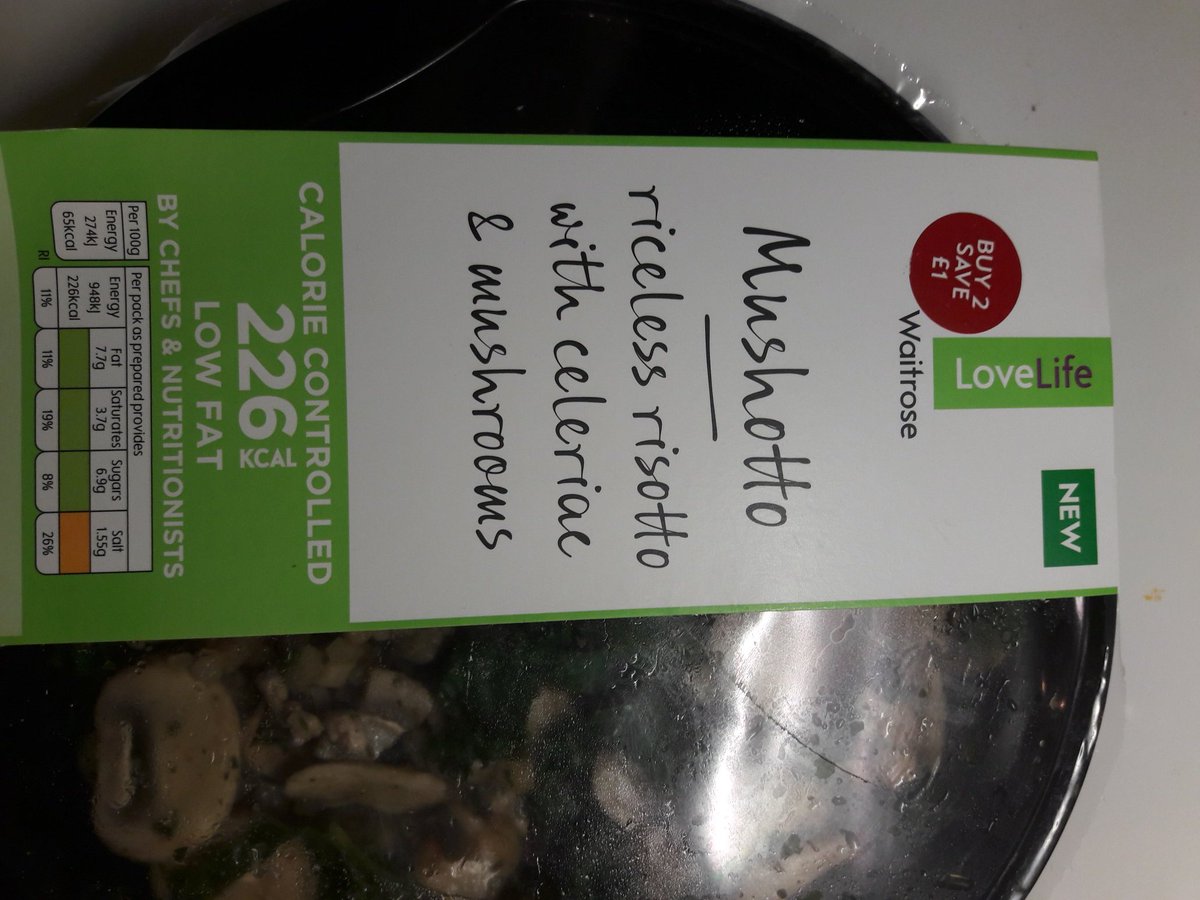 NEW
LoveLife
Waitrose
BUY 2
SAVE
£1
Mushotto
riceless risotto
with celeriac
& mushrooms
CALORIE CONTROLLED
226 KCAL
LOW FAT
BY CHEFS & NUTRITIONISTS
Per 100g
Energy
274kJ
65kcal
Per pack as prepared provides
Energy Fat Saturates Sugars Salt
948kJ 7.7g 3.7g 6.9g 1.55g
226kcal
RI 11% 11% 19% 8% 26%